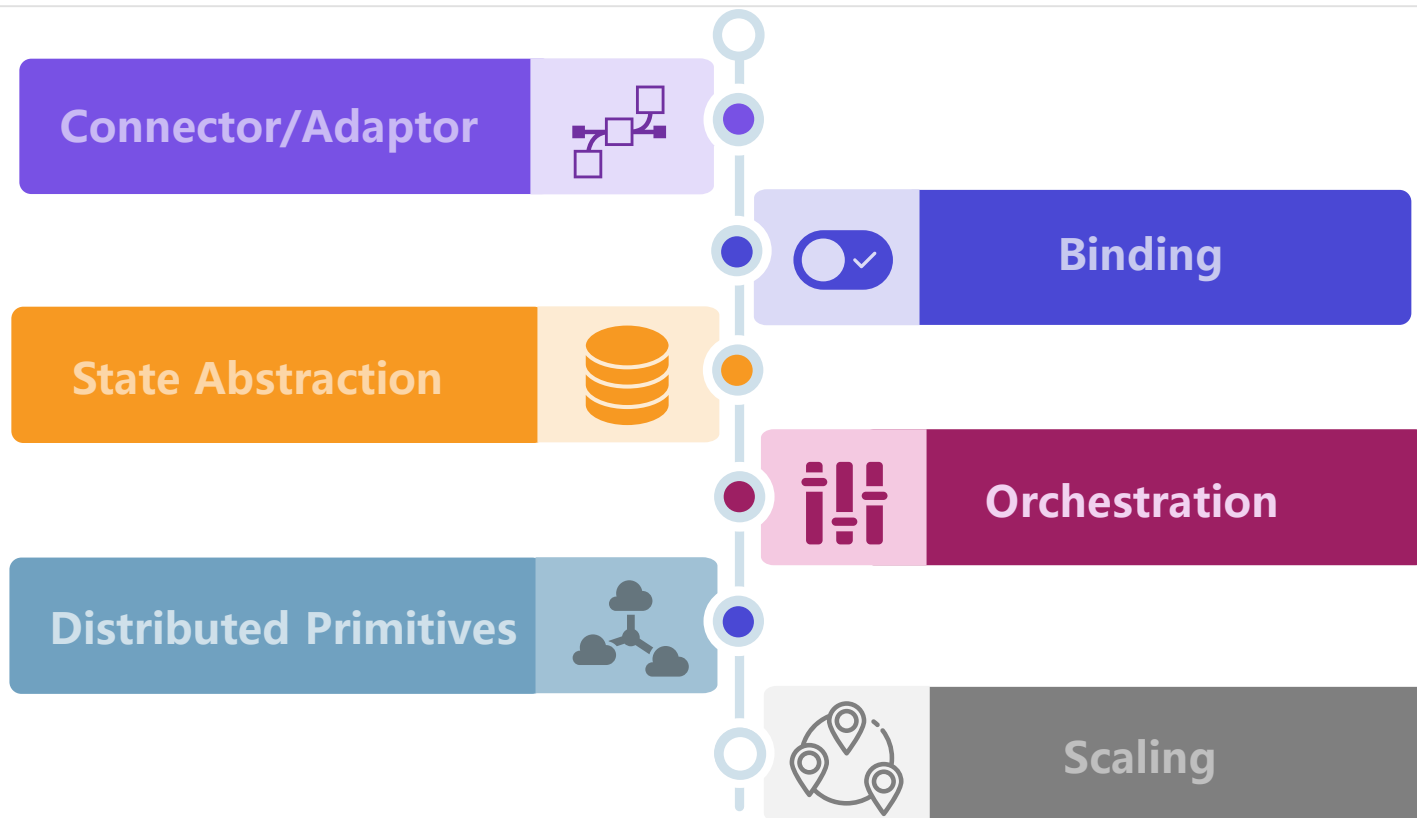 Connector/Adaptor
Binding
State Abstraction
Orchestration
Distributed Primitives
Scaling